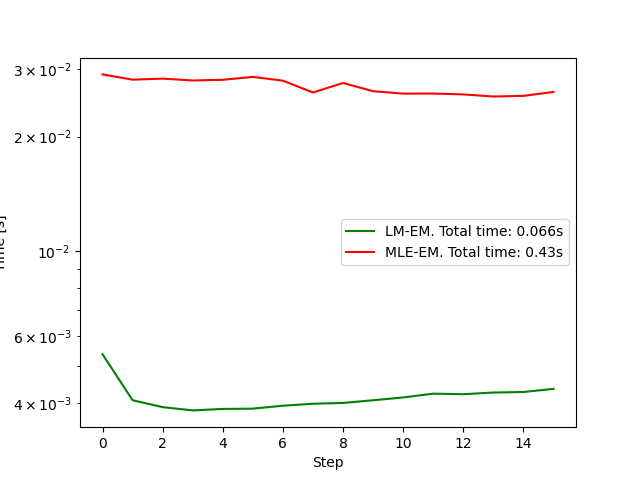 3 × 10⁻²
2 × 10⁻²
10⁻²
6 × 10⁻³
4 × 10⁻³
LM-EM. Total time: 0.066s
MLE-EM. Total time: 0.43s
0 2 4 6 8 10 12 14
Step